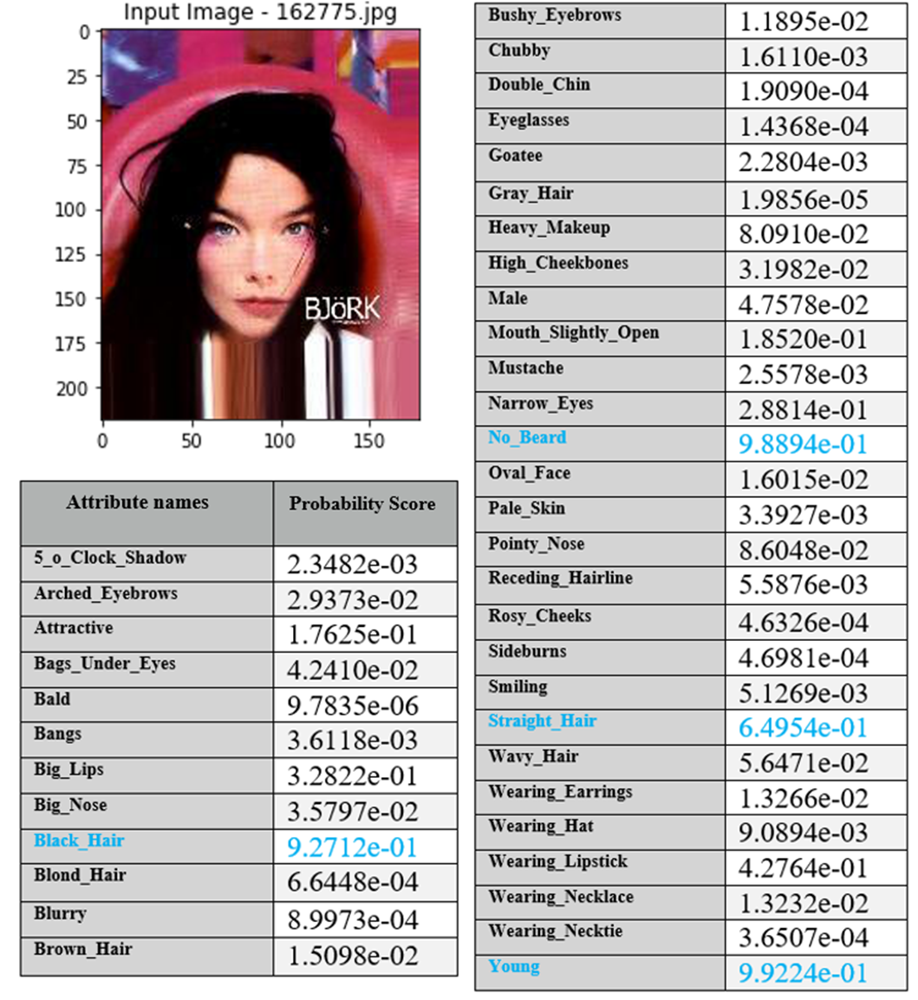 Input Image - 162775.jpg
0
25
50
75
100
125
150
175
200
0 50 100 150
BJöRK
Attribute names Probability Score
5_o_Clock_Shadow 2.3482e-03
Arched_Eyebrows 2.9373e-02
Attractive 1.7625e-01
Bags_Under_Eyes 4.2410e-02
Bald 9.7835e-06
Bangs 3.6118e-03
Big_Lips 3.2822e-01
Big_Nose 3.5797e-02
Black_Hair 9.2712e-01
Blond_Hair 6.6448e-04
Blurry 8.9973e-04
Brown_Hair 1.5098e-02
Bushy_Eyebrows 1.1895e-02
Chubby 1.6110e-03
Double_Chin 1.9090e-04
Eyeglasses 1.4368e-04
Goatee 2.2804e-03
Gray_Hair 1.9856e-05
Heavy_Makeup 8.0910e-02
High_Cheekbones 3.1982e-02
Male 4.7578e-02
Mouth_Slightly_Open 1.8520e-01
Mustache 2.5578e-03
Narrow_Eyes 2.8814e-01
No_Beard 9.8894e-01
Oval_Face 1.6015e-02
Pale_Skin 3.3927e-03
Pointy_Nose 8.6048e-02
Receding_Hairline 5.5876e-03
Rosy_Cheeks 4.6326e-04
Sideburns 4.6981e-04
Smiling 5.1269e-03
Straight_Hair 6.4954e-01
Wavy_Hair 5.6471e-02
Wearing_Earrings 1.3266e-02
Wearing_Hat 9.0894e-03
Wearing_Lipstick 4.2764e-01
Wearing_Necklace 1.3232e-02
Wearing_Necktie 3.6507e-04
Young 9.9224e-01